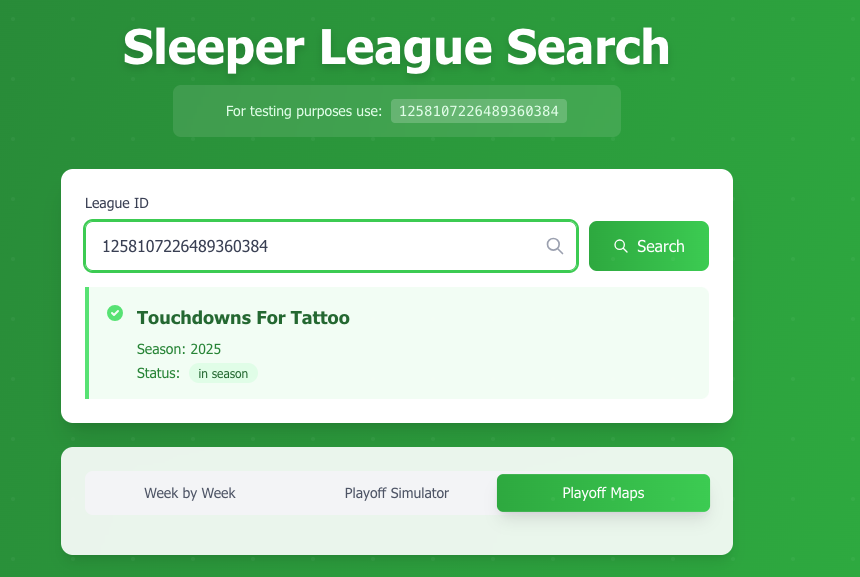 Sleeper League Search
For testing purposes use: 1258107226489360384
League ID
1258107226489360384
Search
Touchdowns For Tattoo
Season: 2025
Status: in season
Week by Week
Playoff Simulator
Playoff Maps